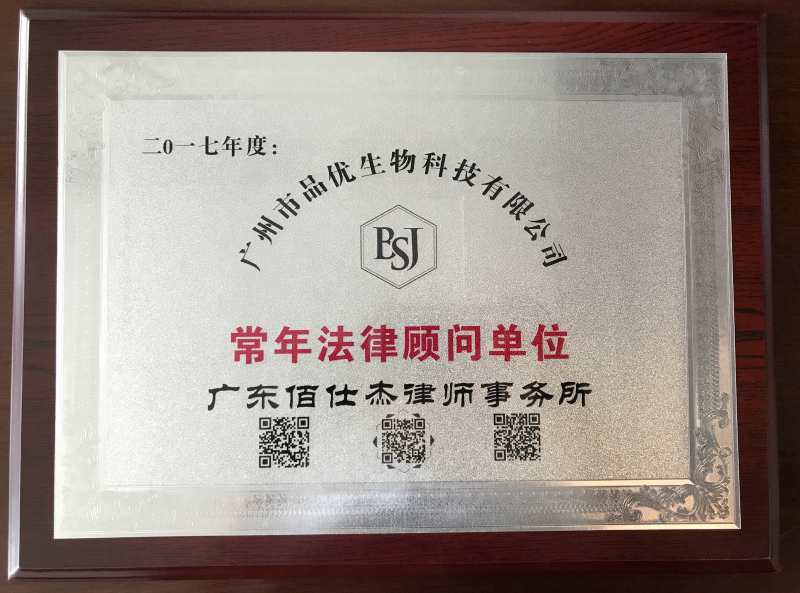 二0一七年度：
广州市品优生物科技有限公司
BSJ
常年法律顾问单位
广东佰仕杰律师事务所